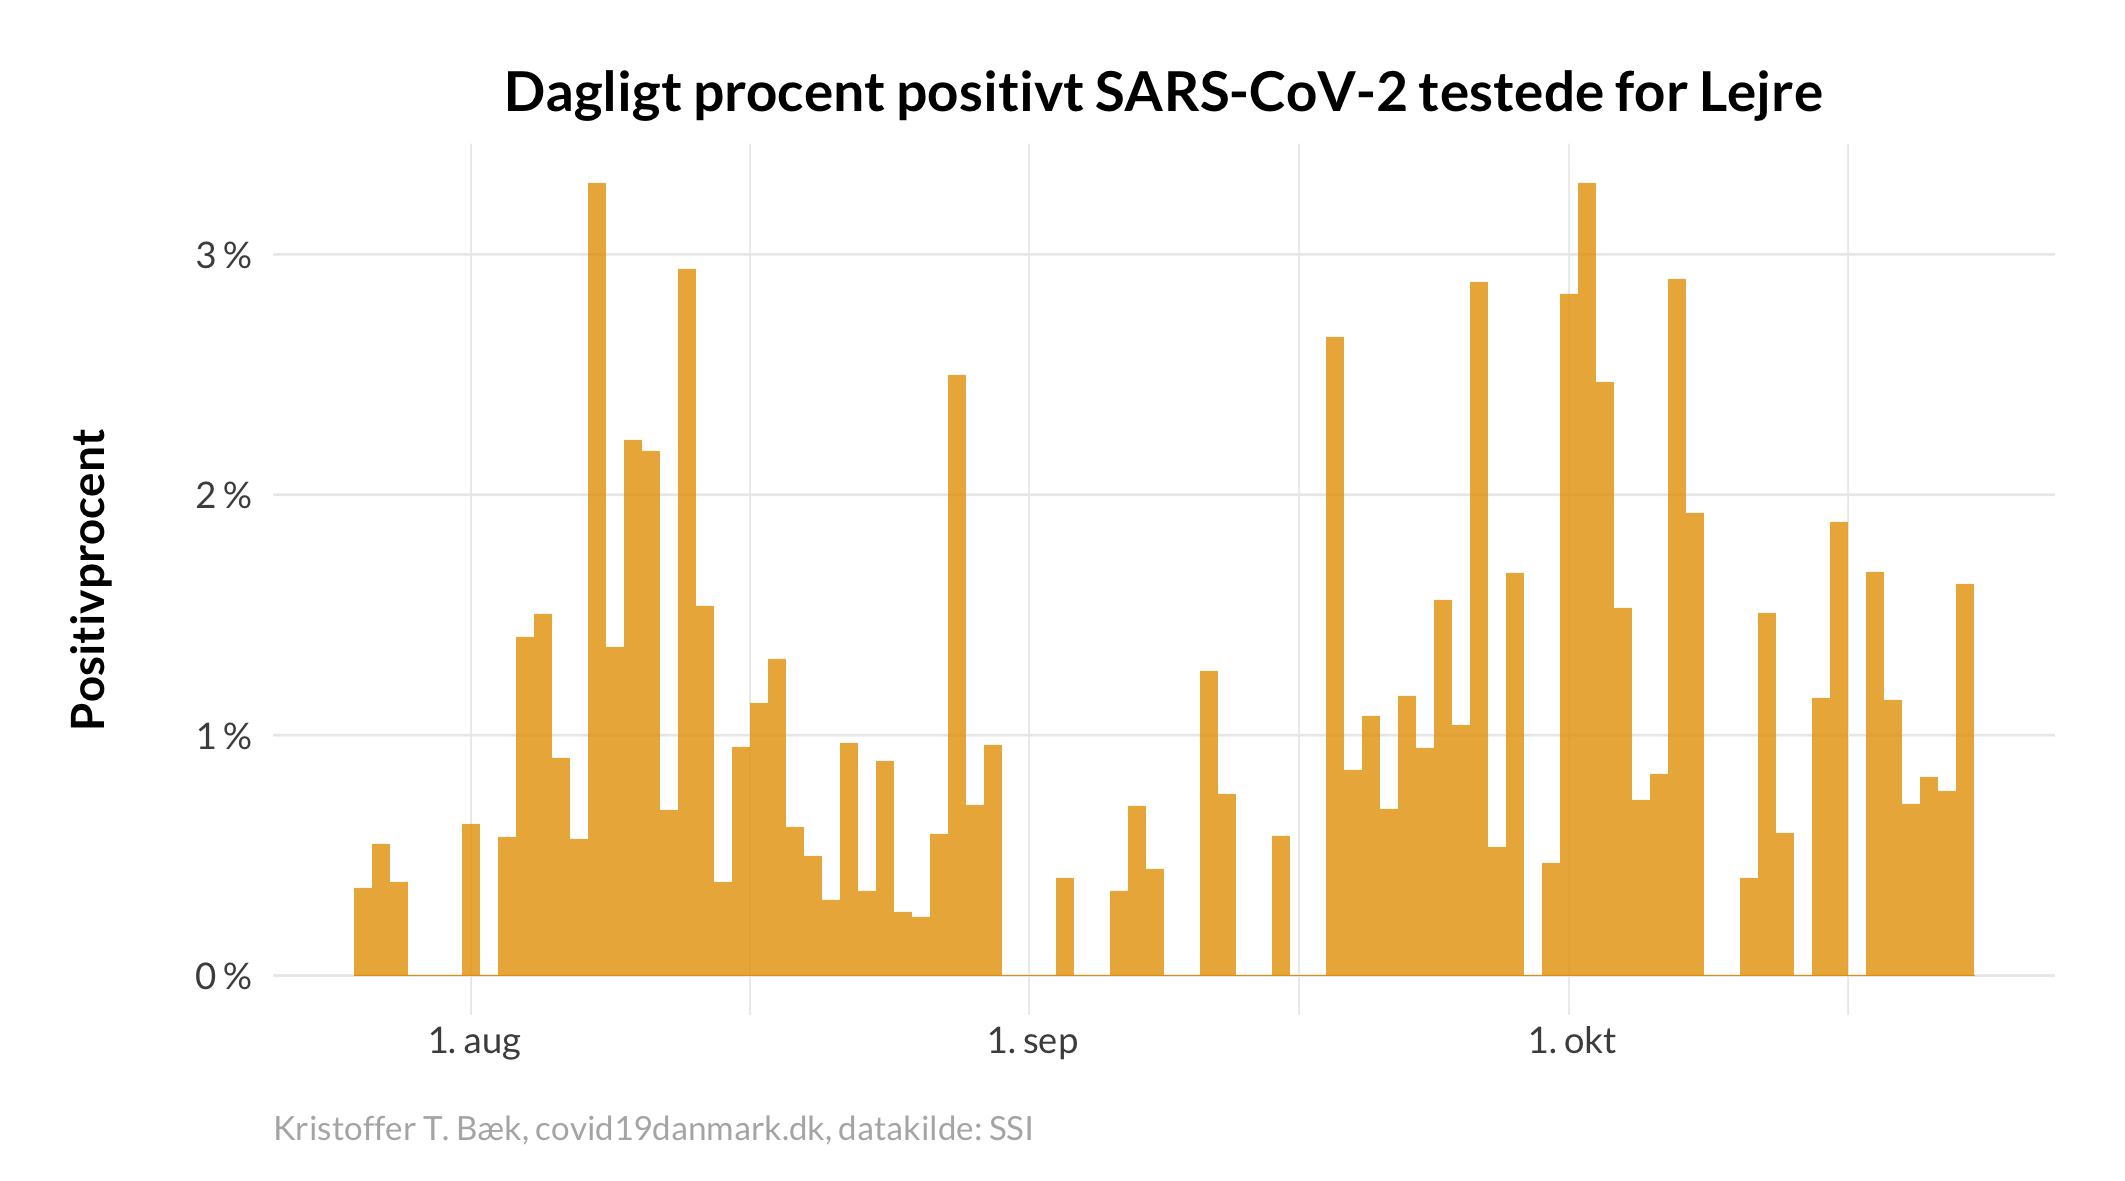 Dagligt procent positivt SARS-CoV-2 testede for Lejre
Positivprocent
3 %
2 %
1 %
0 %
1. aug
1. sep
1. okt
Kristoffer T. Bæk, covid19danmark.dk, datakilde: SSI